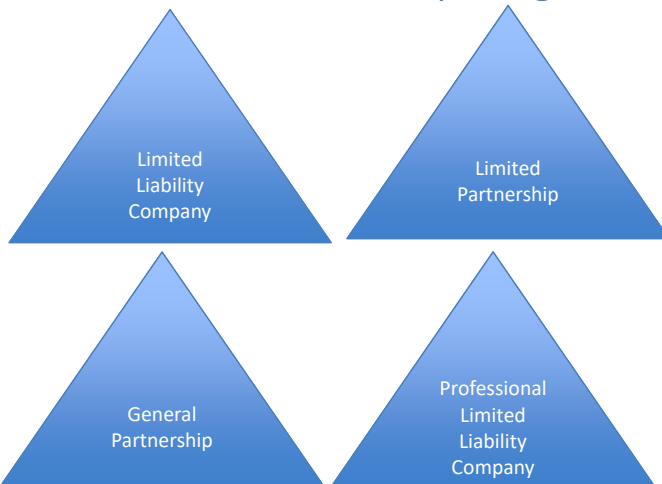 Limited
Liability
Company
Limited
Partnership
General
Partnership
Professional
Limited
Liability
Company